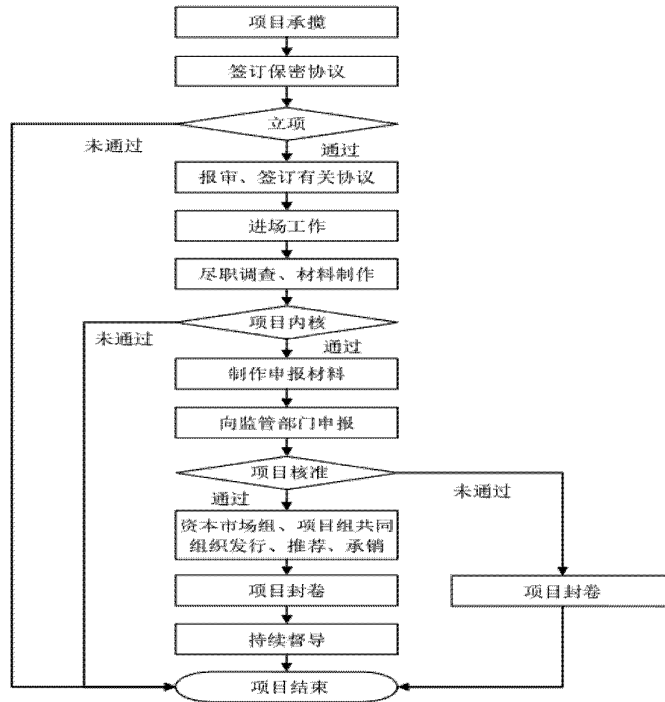 项目承揽
签订保密协议
立项
未通过
通过
报审、签订有关协议
进场工作
尽职调查、材料制作
项目内核
未通过
通过
制作申报材料
向监管部门申报
项目核准
通过
未通过
资本市场组、项目组共同
组织发行、推荐、承销
项目封卷
项目封卷
持续督导
项目结束